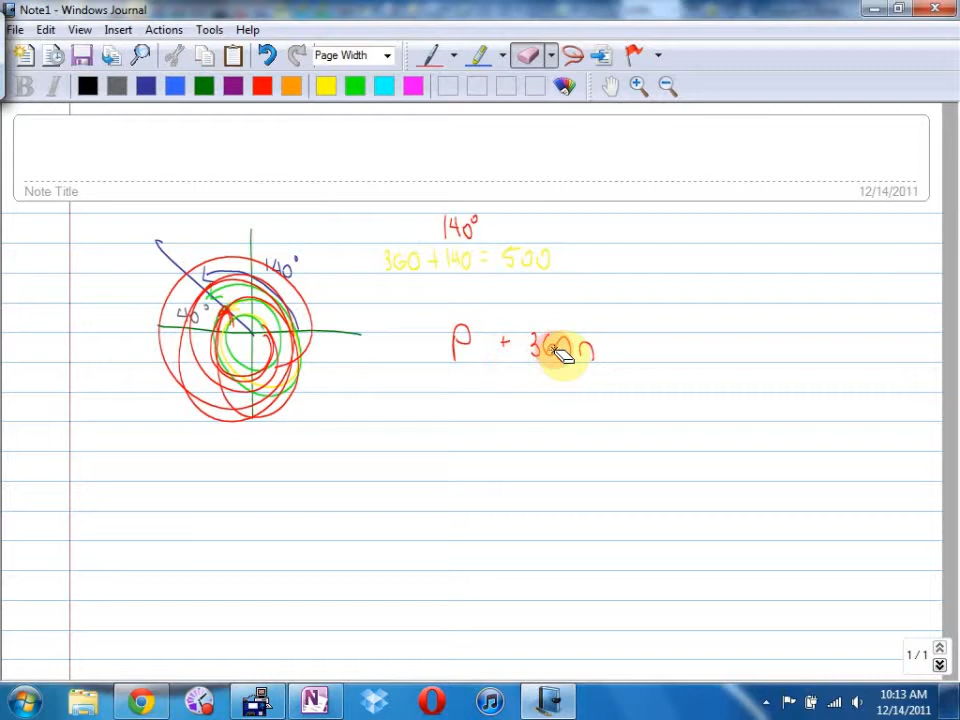 Note1 - Windows Journal
File Edit View Insert Actions Tools Help
Page Width
B I
Note Title
12/14/2011
140°
360 + 140 = 500
140°
40°
P + 360 n
1 / 1
10:13 AM
12/14/2011